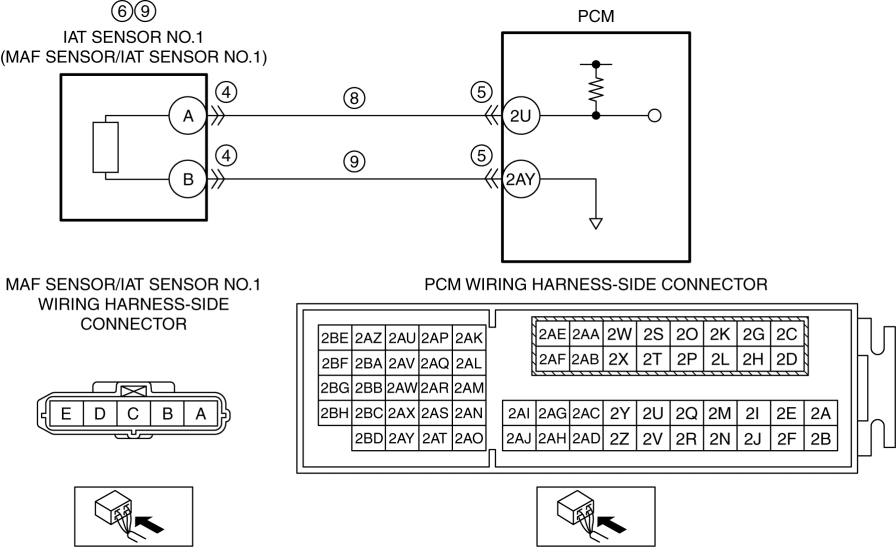 ⑥⑨
IAT SENSOR NO.1
(MAF SENSOR/IAT SENSOR NO.1)
PCM
A ④ ⑧ ⑤ 2U
B ④ ⑨ ⑤ 2AY
MAF SENSOR/IAT SENSOR NO.1
WIRING HARNESS-SIDE
CONNECTOR
E D C B A
PCM WIRING HARNESS-SIDE CONNECTOR
2BE 2AZ 2AU 2AP 2AK
2BF 2BA 2AV 2AQ 2AL
2BG 2BB 2AW 2AR 2AM
2BH 2BC 2AX 2AS 2AN
2BD 2AY 2AT 2AO
2AE 2AA 2W 2S 2O 2K 2G 2C
2AF 2AB 2X 2T 2P 2L 2H 2D
2AI 2AG 2AC 2Y 2U 2Q 2M 2I 2E 2A
2AJ 2AH 2AD 2Z 2V 2R 2N 2J 2F 2B